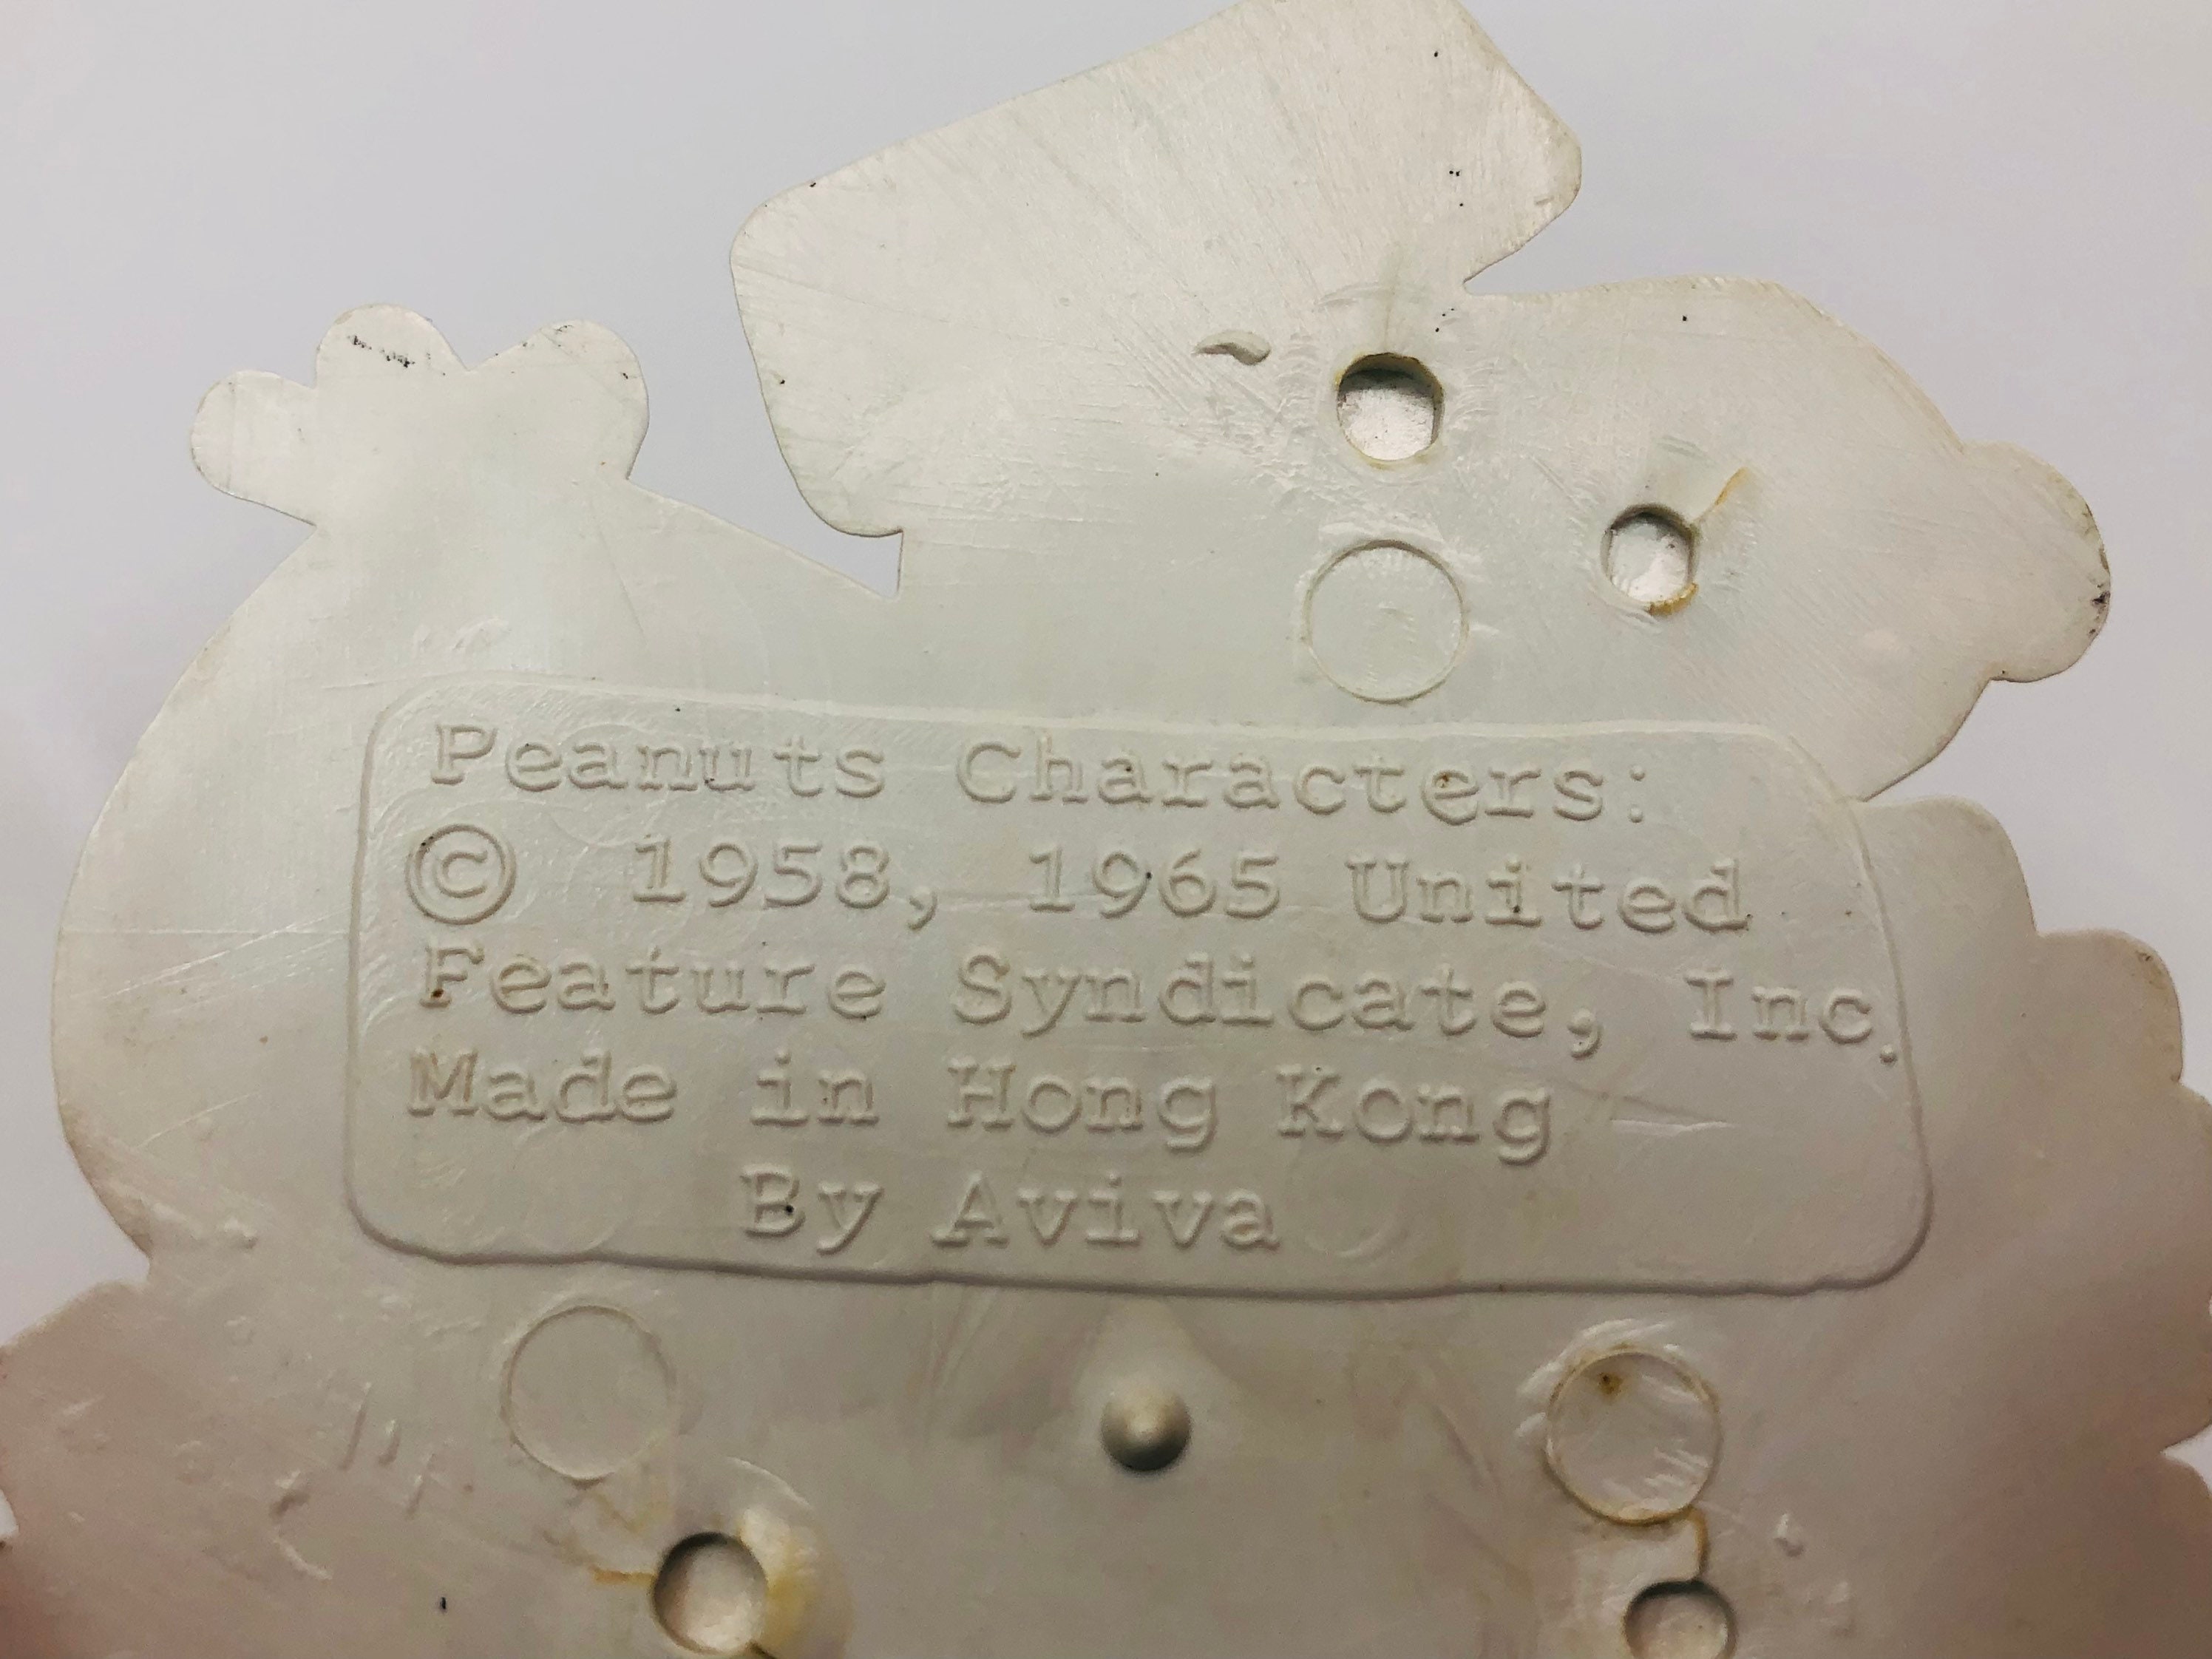 Peanuts Characters:
© 1958, 1965 United
Feature Syndicate, Inc.
Made in Hong Kong
By Aviva